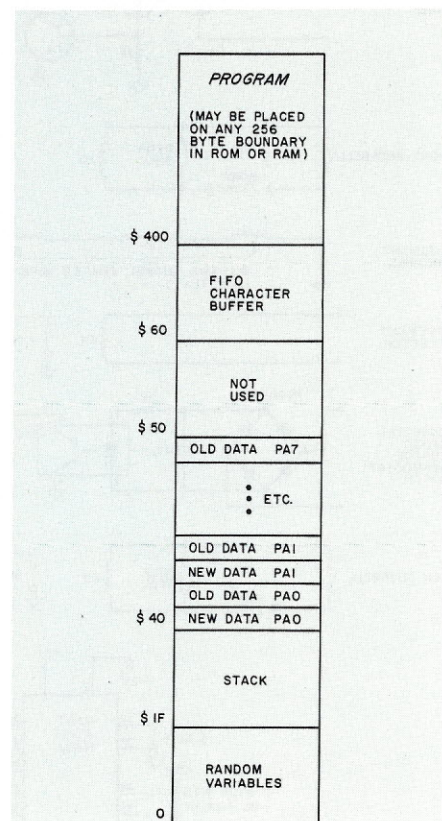 PROGRAM
(MAY BE PLACED
ON ANY 256
BYTE BOUNDARY
IN ROM OR RAM)
$ 400
FIFO
CHARACTER
BUFFER
$ 60
NOT
USED
$ 50
OLD DATA PA7
ETC.
OLD DATA PA1
NEW DATA PA1
OLD DATA PA0
$ 40 NEW DATA PA0
STACK
$ 1F
RANDOM
VARIABLES
0